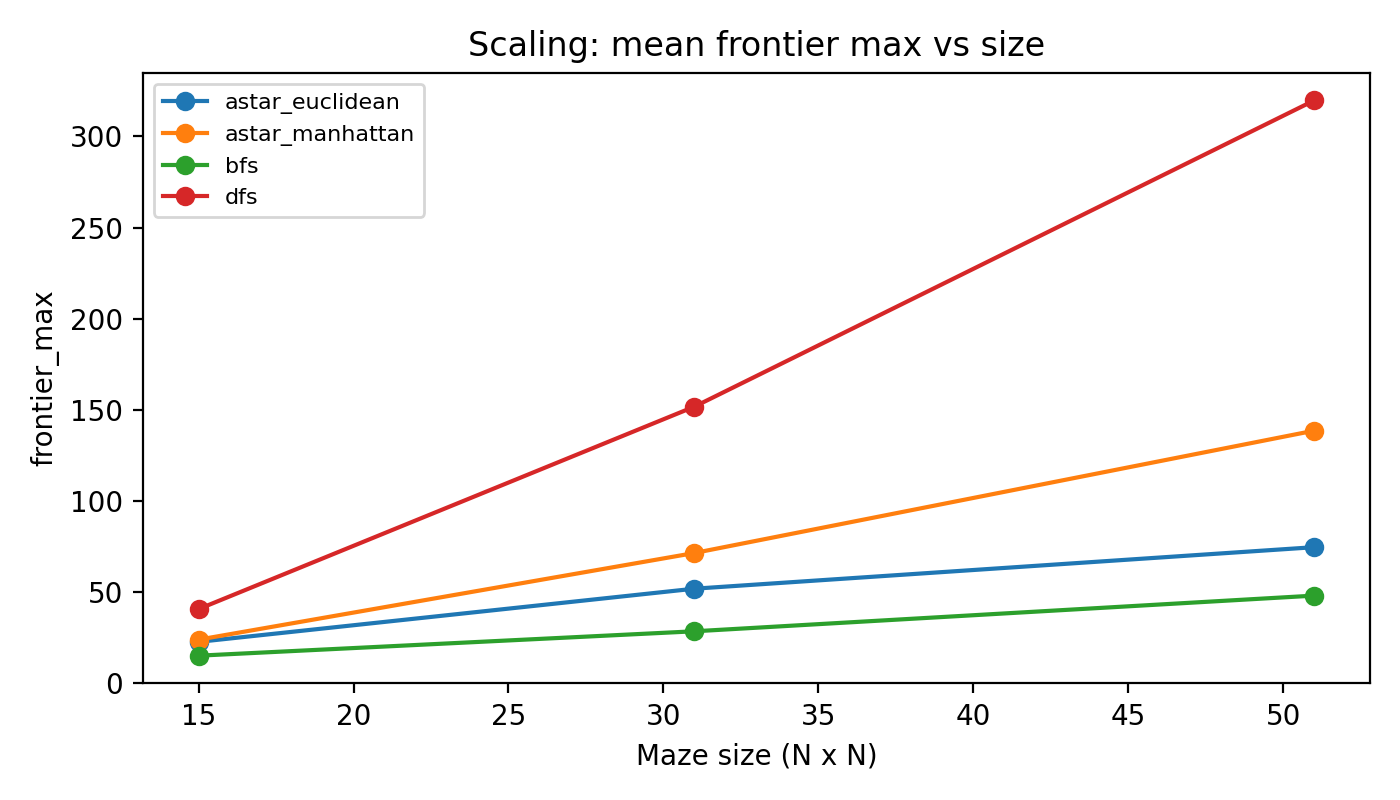 Scaling: mean frontier max vs size
astar_euclidean
astar_manhattan
bfs
dfs
frontier_max
300
250
200
150
100
50
0
15 20 25 30 35 40 45 50
Maze size (N x N)